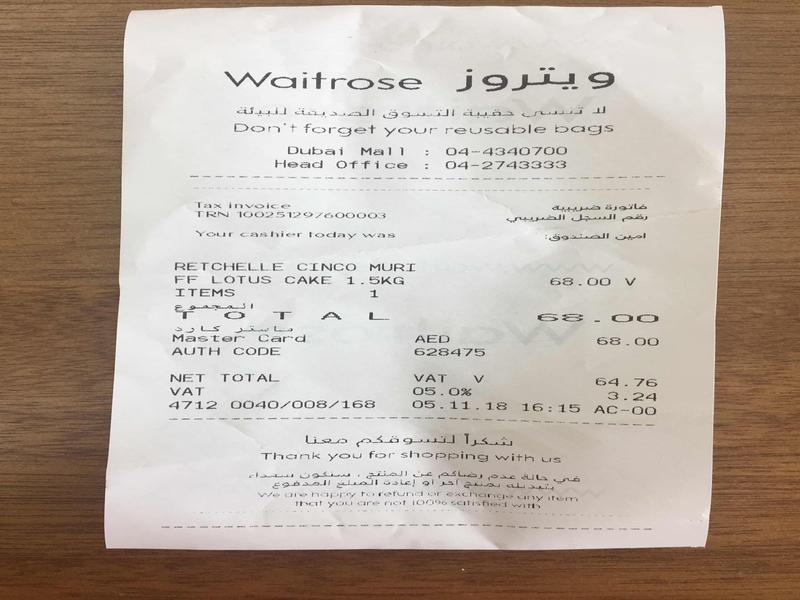 Waitrose ويتروز
لا تنسى حقيبة التسوق الصديقة للبيئة
Don't forget your reusable bags
Dubai Mall : 04-4340700
Head Office : 04-2743333
Tax invoice فاتورة ضريبية
TRN 100251297600003 رقم السجل الضريبي
Your cashier today was امين الصندوق:
RETCHELLE CINCO MURI
FF LOTUS CAKE 1.5KG 68.00 V
ITEMS 1
المجموع
TOTAL 68.00
ماستر كارد
Master Card AED 68.00
AUTH CODE 628475
NET TOTAL VAT V 64.76
VAT 05.0% 3.24
4712 0040/008/168 05.11.18 16:15 AC-00
شكراً لتسوقكم معنا
Thank you for shopping with us
في حالة عدم رضاكم عن المنتج ، سنكون سعداء
بتبديله بمنتج آخر أو إعادة المبلغ المدفوع
We are happy to refund or exchange any item
that you are not 100% satisfied with